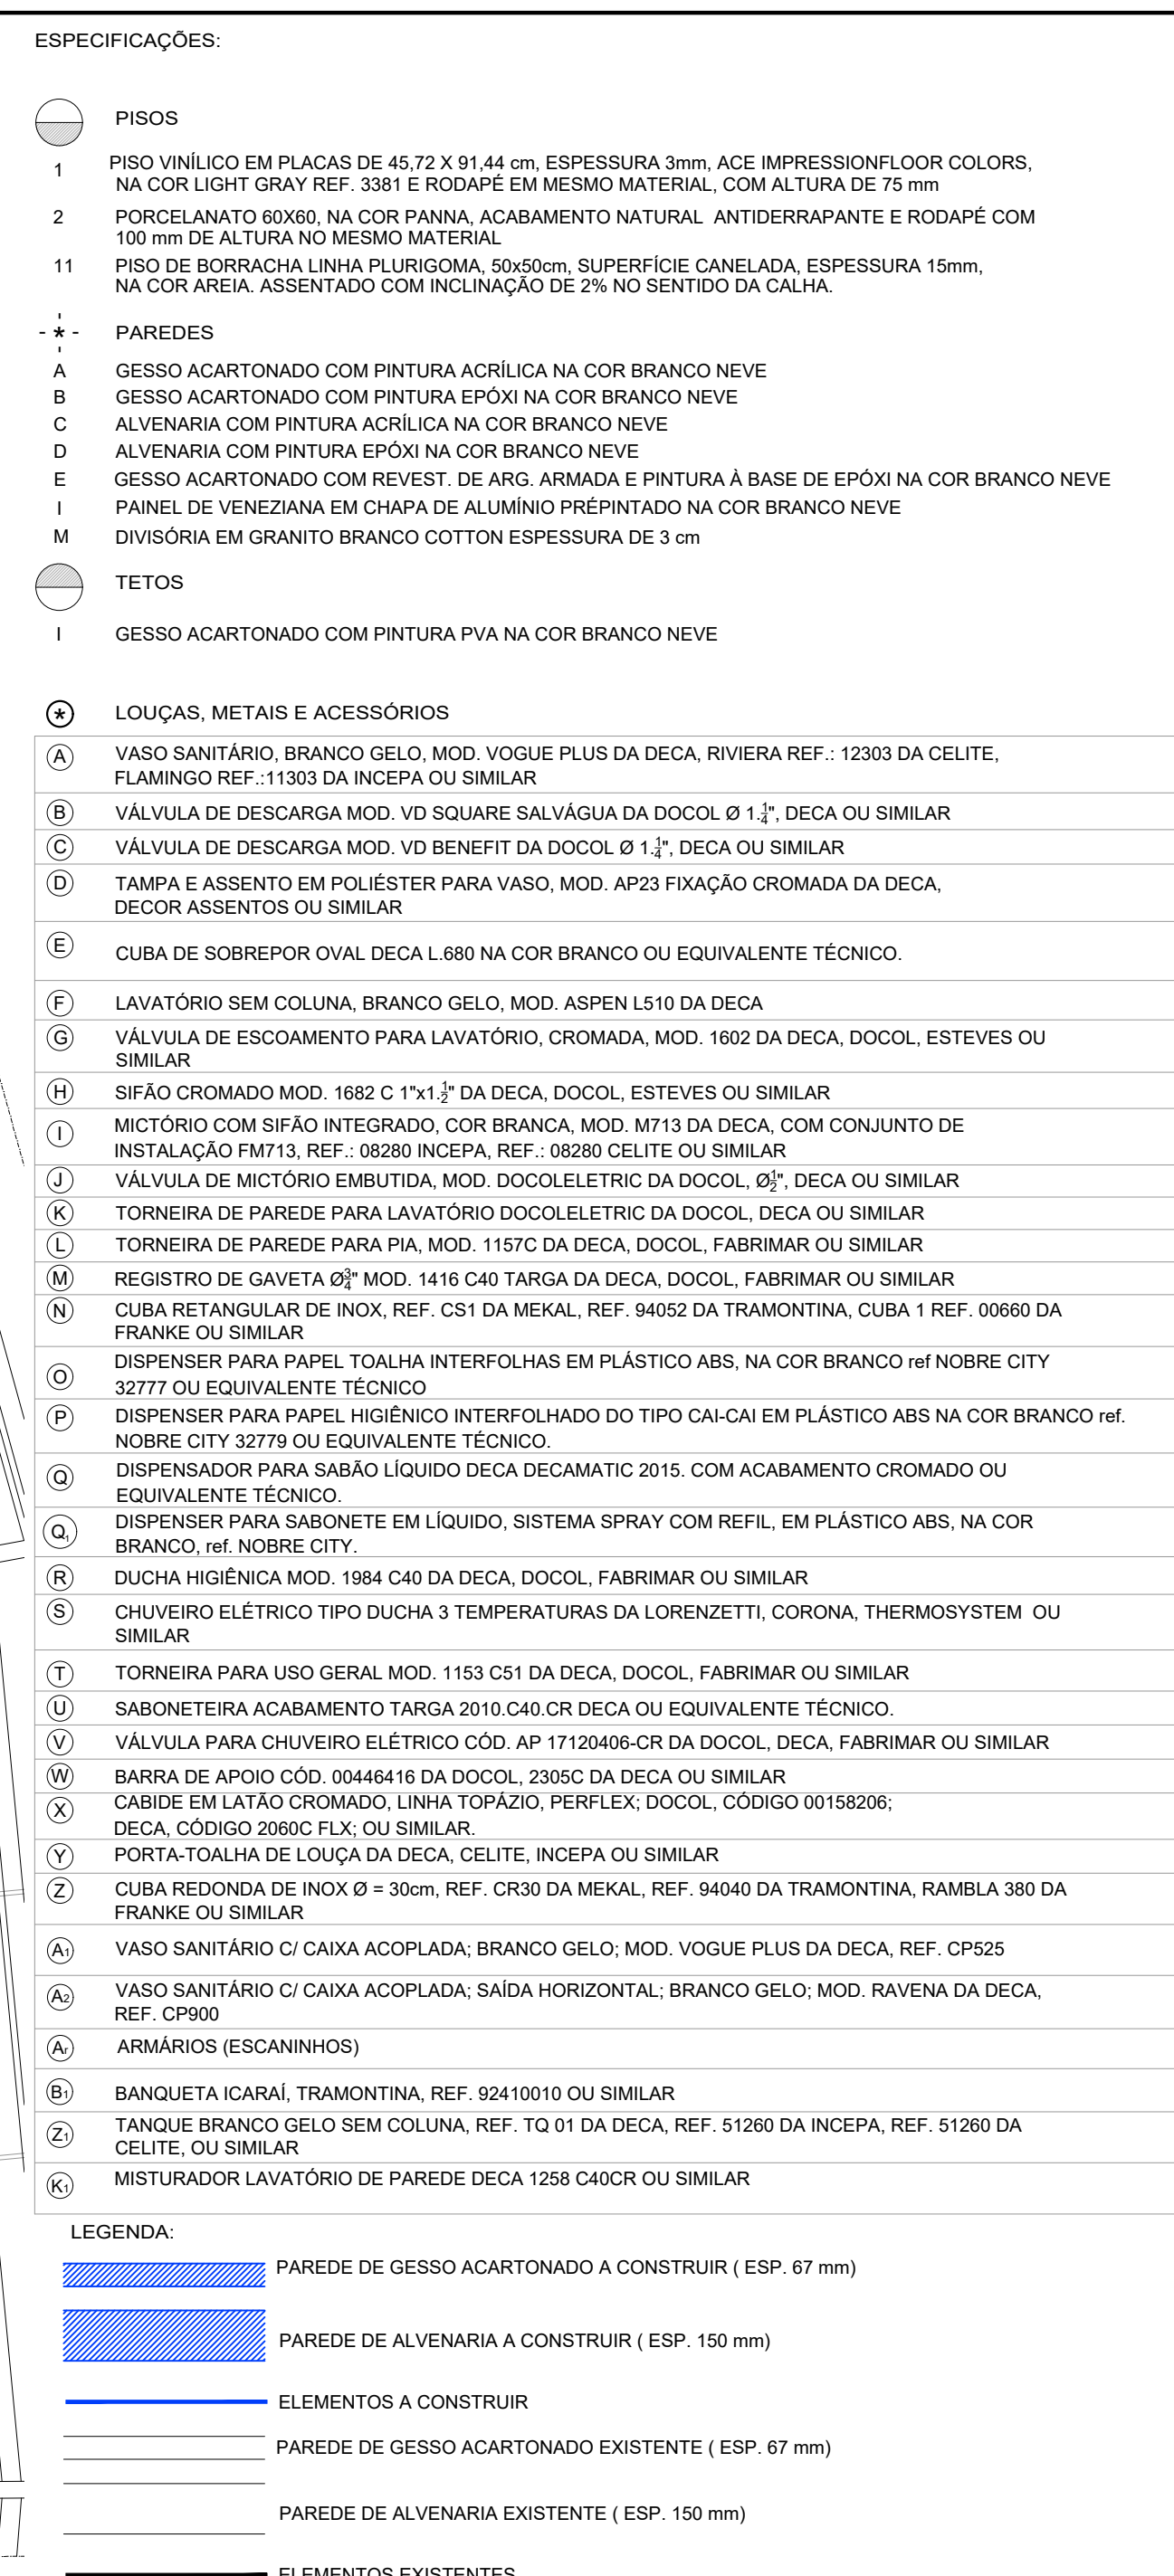 ESPECIFICAÇÕES:
PISOS
1 PISO VINÍLICO EM PLACAS DE 45,72 X 91,44 cm, ESPESSURA 3mm, ACE IMPRESSIONFLOOR COLORS,
NA COR LIGHT GRAY REF. 3381 E RODAPÉ EM MESMO MATERIAL, COM ALTURA DE 75 mm
2 PORCELANATO 60X60, NA COR PANNA, ACABAMENTO NATURAL ANTIDERRAPANTE E RODAPÉ COM
100 mm DE ALTURA NO MESMO MATERIAL
11 PISO DE BORRACHA LINHA PLURIGOMA, 50x50cm, SUPERFÍCIE CANELADA, ESPESSURA 15mm,
NA COR AREIA. ASSENTADO COM INCLINAÇÃO DE 2% NO SENTIDO DA CALHA.
* PAREDES
A GESSO ACARTONADO COM PINTURA ACRÍLICA NA COR BRANCO NEVE
B GESSO ACARTONADO COM PINTURA EPÓXI NA COR BRANCO NEVE
C ALVENARIA COM PINTURA ACRÍLICA NA COR BRANCO NEVE
D ALVENARIA COM PINTURA EPÓXI NA COR BRANCO NEVE
E GESSO ACARTONADO COM REVEST. DE ARG. ARMADA E PINTURA À BASE DE EPÓXI NA COR BRANCO NEVE
I PAINEL DE VENEZIANA EM CHAPA DE ALUMÍNIO PRÉPINTADO NA COR BRANCO NEVE
M DIVISÓRIA EM GRANITO BRANCO COTTON ESPESSURA DE 3 cm
TETOS
I GESSO ACARTONADO COM PINTURA PVA NA COR BRANCO NEVE
* LOUÇAS, METAIS E ACESSÓRIOS
A VASO SANITÁRIO, BRANCO GELO, MOD. VOGUE PLUS DA DECA, RIVIERA REF.: 12303 DA CELITE,
FLAMINGO REF.:11303 DA INCEPA OU SIMILAR
B VÁLVULA DE DESCARGA MOD. VD SQUARE SALVÁGUA DA DOCOL Ø 1.1/4", DECA OU SIMILAR
C VÁLVULA DE DESCARGA MOD. VD BENEFIT DA DOCOL Ø 1.1/4", DECA OU SIMILAR
D TAMPA E ASSENTO EM POLIÉSTER PARA VASO, MOD. AP23 FIXAÇÃO CROMADA DA DECA,
DECOR ASSENTOS OU SIMILAR
E CUBA DE SOBREPOR OVAL DECA L.680 NA COR BRANCO OU EQUIVALENTE TÉCNICO.
F LAVATÓRIO SEM COLUNA, BRANCO GELO, MOD. ASPEN L510 DA DECA
G VÁLVULA DE ESCOAMENTO PARA LAVATÓRIO, CROMADA, MOD. 1602 DA DECA, DOCOL, ESTEVES OU
SIMILAR
H SIFÃO CROMADO MOD. 1682 C 1"x1.1/2" DA DECA, DOCOL, ESTEVES OU SIMILAR
I MICTÓRIO COM SIFÃO INTEGRADO, COR BRANCA, MOD. M713 DA DECA, COM CONJUNTO DE
INSTALAÇÃO FM713, REF.: 08280 INCEPA, REF.: 08280 CELITE OU SIMILAR
J VÁLVULA DE MICTÓRIO EMBUTIDA, MOD. DOCOLELETRIC DA DOCOL, Ø1/2", DECA OU SIMILAR
K TORNEIRA DE PAREDE PARA LAVATÓRIO DOCOLELETRIC DA DOCOL, DECA OU SIMILAR
L TORNEIRA DE PAREDE PARA PIA, MOD. 1157C DA DECA, DOCOL, FABRIMAR OU SIMILAR
M REGISTRO DE GAVETA Ø3/4" MOD. 1416 C40 TARGA DA DECA, DOCOL, FABRIMAR OU SIMILAR
N CUBA RETANGULAR DE INOX, REF. CS1 DA MEKAL, REF. 94052 DA TRAMONTINA, CUBA 1 REF. 00660 DA
FRANKE OU SIMILAR
O DISPENSER PARA PAPEL TOALHA INTERFOLHAS EM PLÁSTICO ABS, NA COR BRANCO ref NOBRE CITY
32777 OU EQUIVALENTE TÉCNICO
P DISPENSER PARA PAPEL HIGIÊNICO INTERFOLHADO DO TIPO CAI-CAI EM PLÁSTICO ABS NA COR BRANCO ref.
NOBRE CITY 32779 OU EQUIVALENTE TÉCNICO.
Q DISPENSADOR PARA SABÃO LÍQUIDO DECA DECAMATIC 2015. COM ACABAMENTO CROMADO OU
EQUIVALENTE TÉCNICO.
Q1 DISPENSER PARA SABONETE EM LÍQUIDO, SISTEMA SPRAY COM REFIL, EM PLÁSTICO ABS, NA COR
BRANCO, ref. NOBRE CITY.
R DUCHA HIGIÊNICA MOD. 1984 C40 DA DECA, DOCOL, FABRIMAR OU SIMILAR
S CHUVEIRO ELÉTRICO TIPO DUCHA 3 TEMPERATURAS DA LORENZETTI, CORONA, THERMOSYSTEM OU
SIMILAR
T TORNEIRA PARA USO GERAL MOD. 1153 C51 DA DECA, DOCOL, FABRIMAR OU SIMILAR
U SABONETEIRA ACABAMENTO TARGA 2010.C40.CR DECA OU EQUIVALENTE TÉCNICO.
V VÁLVULA PARA CHUVEIRO ELÉTRICO CÓD. AP 17120406-CR DA DOCOL, DECA, FABRIMAR OU SIMILAR
W BARRA DE APOIO CÓD. 00446416 DA DOCOL, 2305C DA DECA OU SIMILAR
X CABIDE EM LATÃO CROMADO, LINHA TOPÁZIO, PERFLEX; DOCOL, CÓDIGO 00158206;
DECA, CÓDIGO 2060C FLX; OU SIMILAR.
Y PORTA-TOALHA DE LOUÇA DA DECA, CELITE, INCEPA OU SIMILAR
Z CUBA REDONDA DE INOX Ø = 30cm, REF. CR30 DA MEKAL, REF. 94040 DA TRAMONTINA, RAMBLA 380 DA
FRANKE OU SIMILAR
A1 VASO SANITÁRIO C/ CAIXA ACOPLADA; BRANCO GELO; MOD. VOGUE PLUS DA DECA, REF. CP525
A2 VASO SANITÁRIO C/ CAIXA ACOPLADA; SAÍDA HORIZONTAL; BRANCO GELO; MOD. RAVENA DA DECA,
REF. CP900
Ar ARMÁRIOS (ESCANINHOS)
B1 BANQUETA ICARAÍ, TRAMONTINA, REF. 92410010 OU SIMILAR
Z1 TANQUE BRANCO GELO SEM COLUNA, REF. TQ 01 DA DECA, REF. 51260 DA INCEPA, REF. 51260 DA
CELITE, OU SIMILAR
K1 MISTURADOR LAVATÓRIO DE PAREDE DECA 1258 C40CR OU SIMILAR
LEGENDA:
PAREDE DE GESSO ACARTONADO A CONSTRUIR ( ESP. 67 mm)
PAREDE DE ALVENARIA A CONSTRUIR ( ESP. 150 mm)
ELEMENTOS A CONSTRUIR
PAREDE DE GESSO ACARTONADO EXISTENTE ( ESP. 67 mm)
PAREDE DE ALVENARIA EXISTENTE ( ESP. 150 mm)
ELEMENTOS EXISTENTES